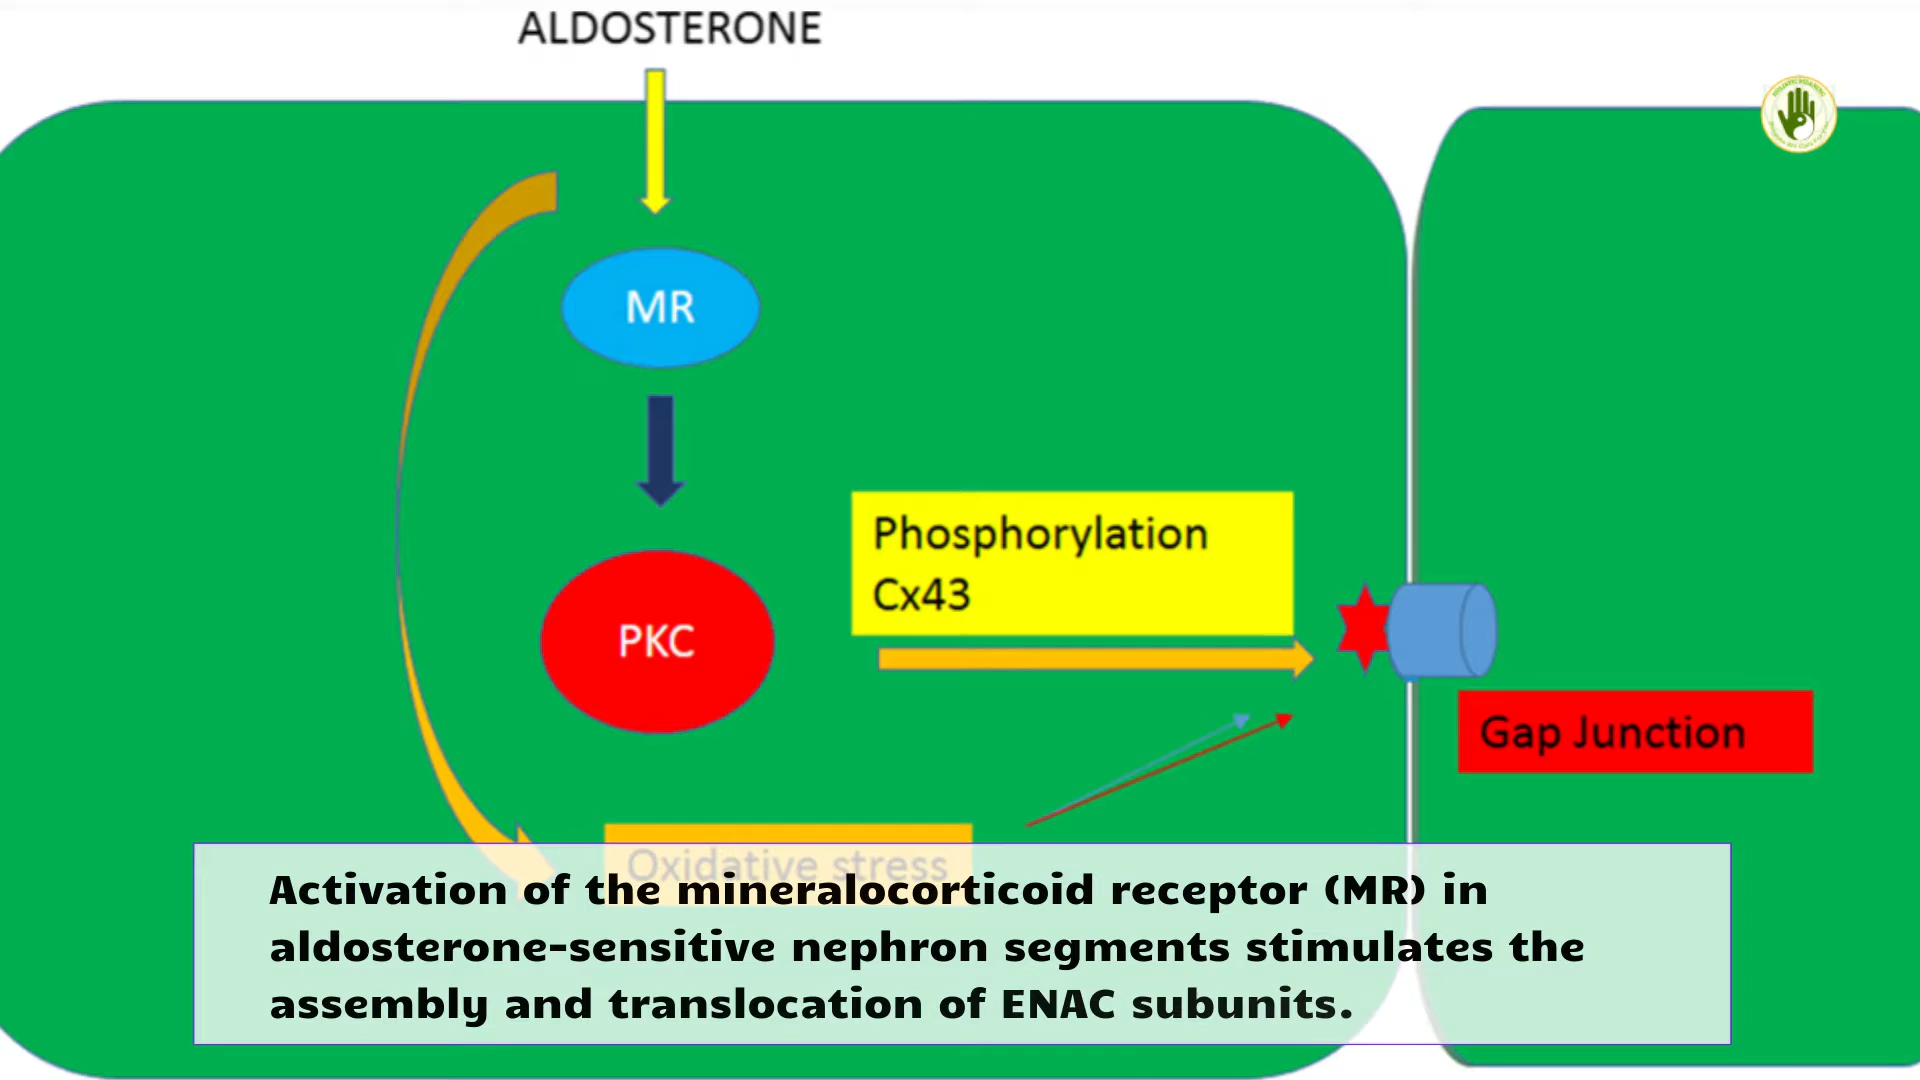 ALDOSTERONE
MR
PKC
Phosphorylation
Cx43
Gap Junction
Oxidative stress
Activation of the mineralocorticoid receptor (MR) in
aldosterone-sensitive nephron segments stimulates the
assembly and translocation of ENAC subunits.